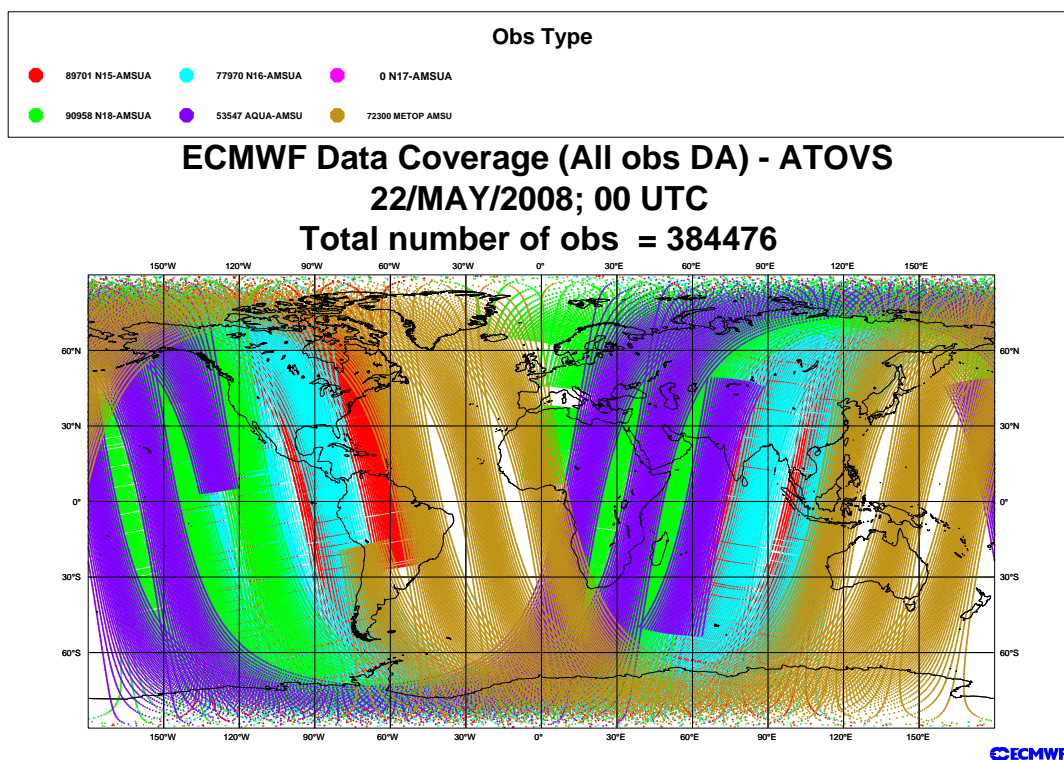 Obs Type
89701 N15-AMSUA 77970 N16-AMSUA 0 N17-AMSUA
90958 N18-AMSUA 53547 AQUA-AMSU 72300 METOP AMSU
ECMWF Data Coverage (All obs DA) - ATOVS
22/MAY/2008; 00 UTC
Total number of obs = 384476
150°W 120°W 90°W 60°W 30°W 0° 30°E 60°E 90°E 120°E 150°E
60°N 60°N
30°N 30°N
0° 0°
30°S 30°S
60°S 60°S
150°W 120°W 90°W 60°W 30°W 0° 30°E 60°E 90°E 120°E 150°E
ECMWF